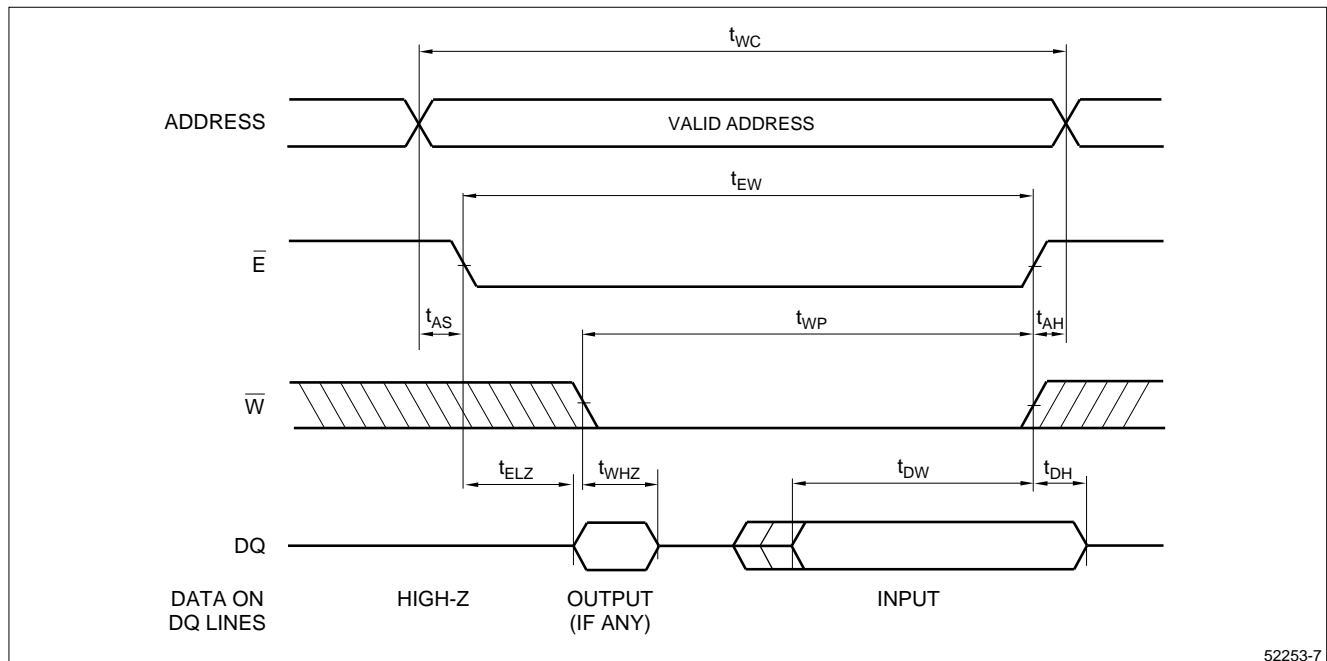 tWC
ADDRESS
VALID ADDRESS
tEW
E̅
tAS
tWP
tAH
W̅
tELZ
tWHZ
tDW
tDH
DQ
DATA ON
DQ LINES
HIGH-Z
OUTPUT
(IF ANY)
INPUT
52253-7